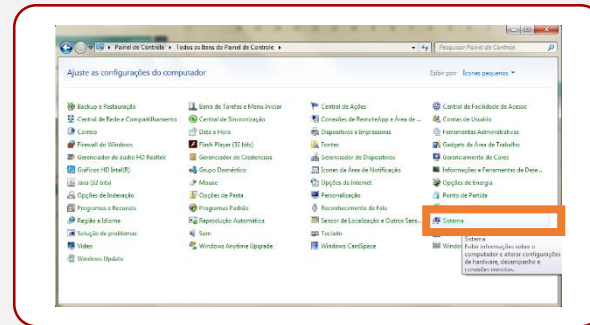 Painel de Controle ▸ Todos os Itens do Painel de Controle ▸
Pesquisar Painel de Controle
Ajuste as configurações do computador
Exibir por: Ícones pequenos
Backup e Restauração
Barra de Tarefas e Menu Iniciar
Central de Ações
Central de Facilidade de Acesso
Central de Rede e Compartilhamento
Central de Sincronização
Conexões de RemoteApp e Área de ...
Contas de Usuário
Correio
Data e Hora
Dispositivos e Impressoras
Ferramentas Administrativas
Firewall do Windows
Flash Player (32 bits)
Fontes
Gadgets da Área de Trabalho
Gerenciador de áudio HD Realtek
Gerenciador de Credenciais
Gerenciador de Dispositivos
Gerenciamento de Cores
Gráficos HD Intel(R)
Grupo Doméstico
Ícones da Área de Notificação
Informações e Ferramentas de Dese...
Java (32 bits)
Mouse
Opções da Internet
Opções de Energia
Opções de Indexação
Opções de Pasta
Personalização
Ponto de Partida
Programas e Recursos
Programas Padrão
Reconhecimento de Fala
Região e Idioma
Reprodução Automática
Sensor de Localização e Outros Sens...
Sistema
Solução de problemas
Som
Teclado
Vídeo
Windows Anytime Upgrade
Windows CardSpace
Window
Windows Update
Sistema
Exibir informações sobre o
computador e alterar configurações
de hardware, desempenho e
conexões remotas.